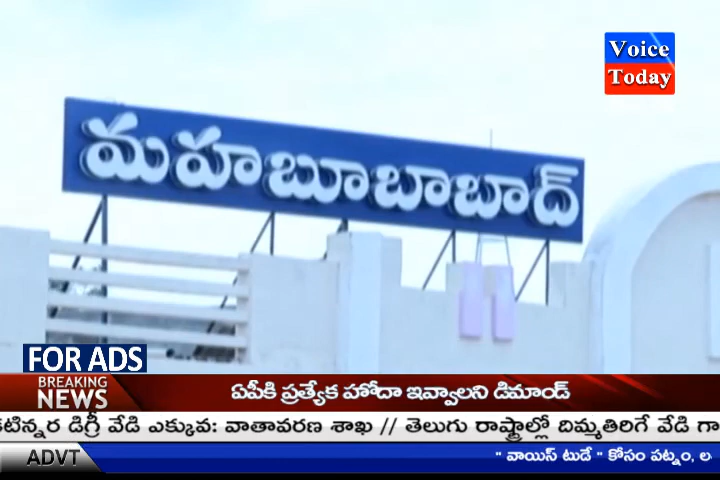 Voice
Today
మహబూబాబాద్
FOR ADS
BREAKING
NEWS
ఏపీకి ప్రత్యేక హోదా ఇవ్వాలని డిమాండ్
డిగ్రీ వేడి ఎక్కువ: వాతావరణ శాఖ // తెలుగు రాష్ట్రాల్లో దిమ్మతిరిగే వేడి
ADVT
" వాయిస్ టుడే " కోసం పట్నం,